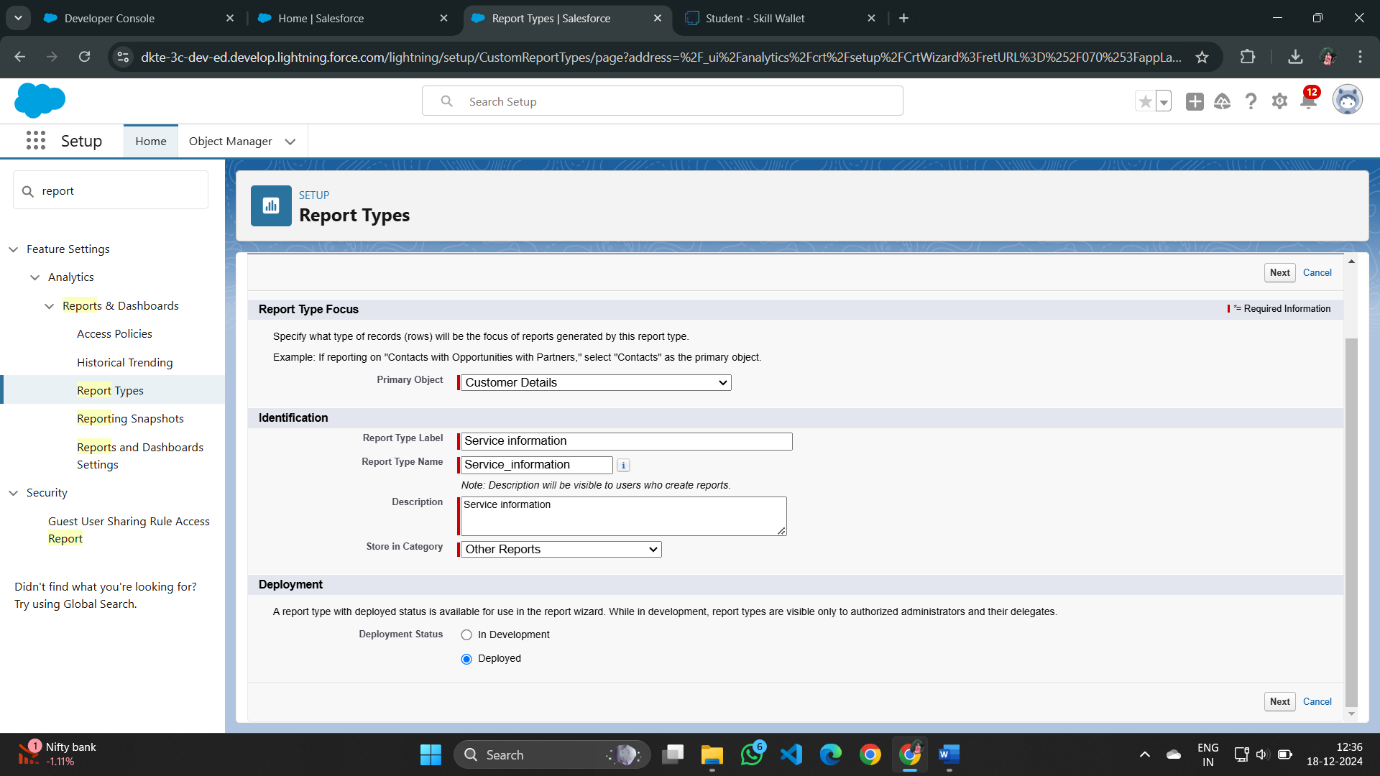 Developer Console
Home | Salesforce
Report Types | Salesforce
Student - Skill Wallet
dkte-3c-dev-ed.develop.lightning.force.com/lightning/setup/CustomReportTypes/page?address=%2F_ui%2Fanalytics%2Fcrt%2Fsetup%2FCrtWizard%3FretURL%3D%252F070%253FappLa...
Search Setup
12
Setup
Home
Object Manager
report
Feature Settings
Analytics
Reports & Dashboards
Access Policies
Historical Trending
Report Types
Reporting Snapshots
Reports and Dashboards
Settings
Security
Guest User Sharing Rule Access
Report
Didn't find what you're looking for?
Try using Global Search.
SETUP
Report Types
Next Cancel
Report Type Focus
*= Required Information
Specify what type of records (rows) will be the focus of reports generated by this report type.
Example: If reporting on "Contacts with Opportunities with Partners," select "Contacts" as the primary object.
Primary Object Customer Details
Identification
Report Type Label Service information
Report Type Name Service_information
Note: Description will be visible to users who create reports.
Description Service information
Store in Category Other Reports
Deployment
A report type with deployed status is available for use in the report wizard. While in development, report types are visible only to authorized administrators and their delegates.
Deployment Status In Development
Deployed
Next Cancel
1
Nifty bank
-1.11%
Search
6
ENG
IN
12:36
18-12-2024